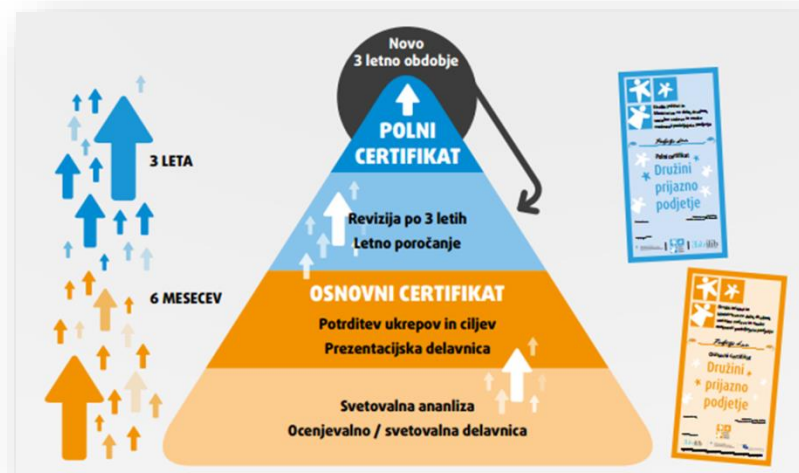 Novo
3 letno obdobje
POLNI
CERTIFIKAT
3 LETA
Revizija po 3 letih
Letno poročanje
6 MESECEV
OSNOVNI CERTIFIKAT
Potrditev ukrepov in ciljev
Prezentacijska delavnica
Svetovalna ananliza
Ocenjevalno / svetovalna delavnica
Polni certifikat
Družini
prijazno
podjetje
Osnovni certifikat
Družini
prijazno
podjetje